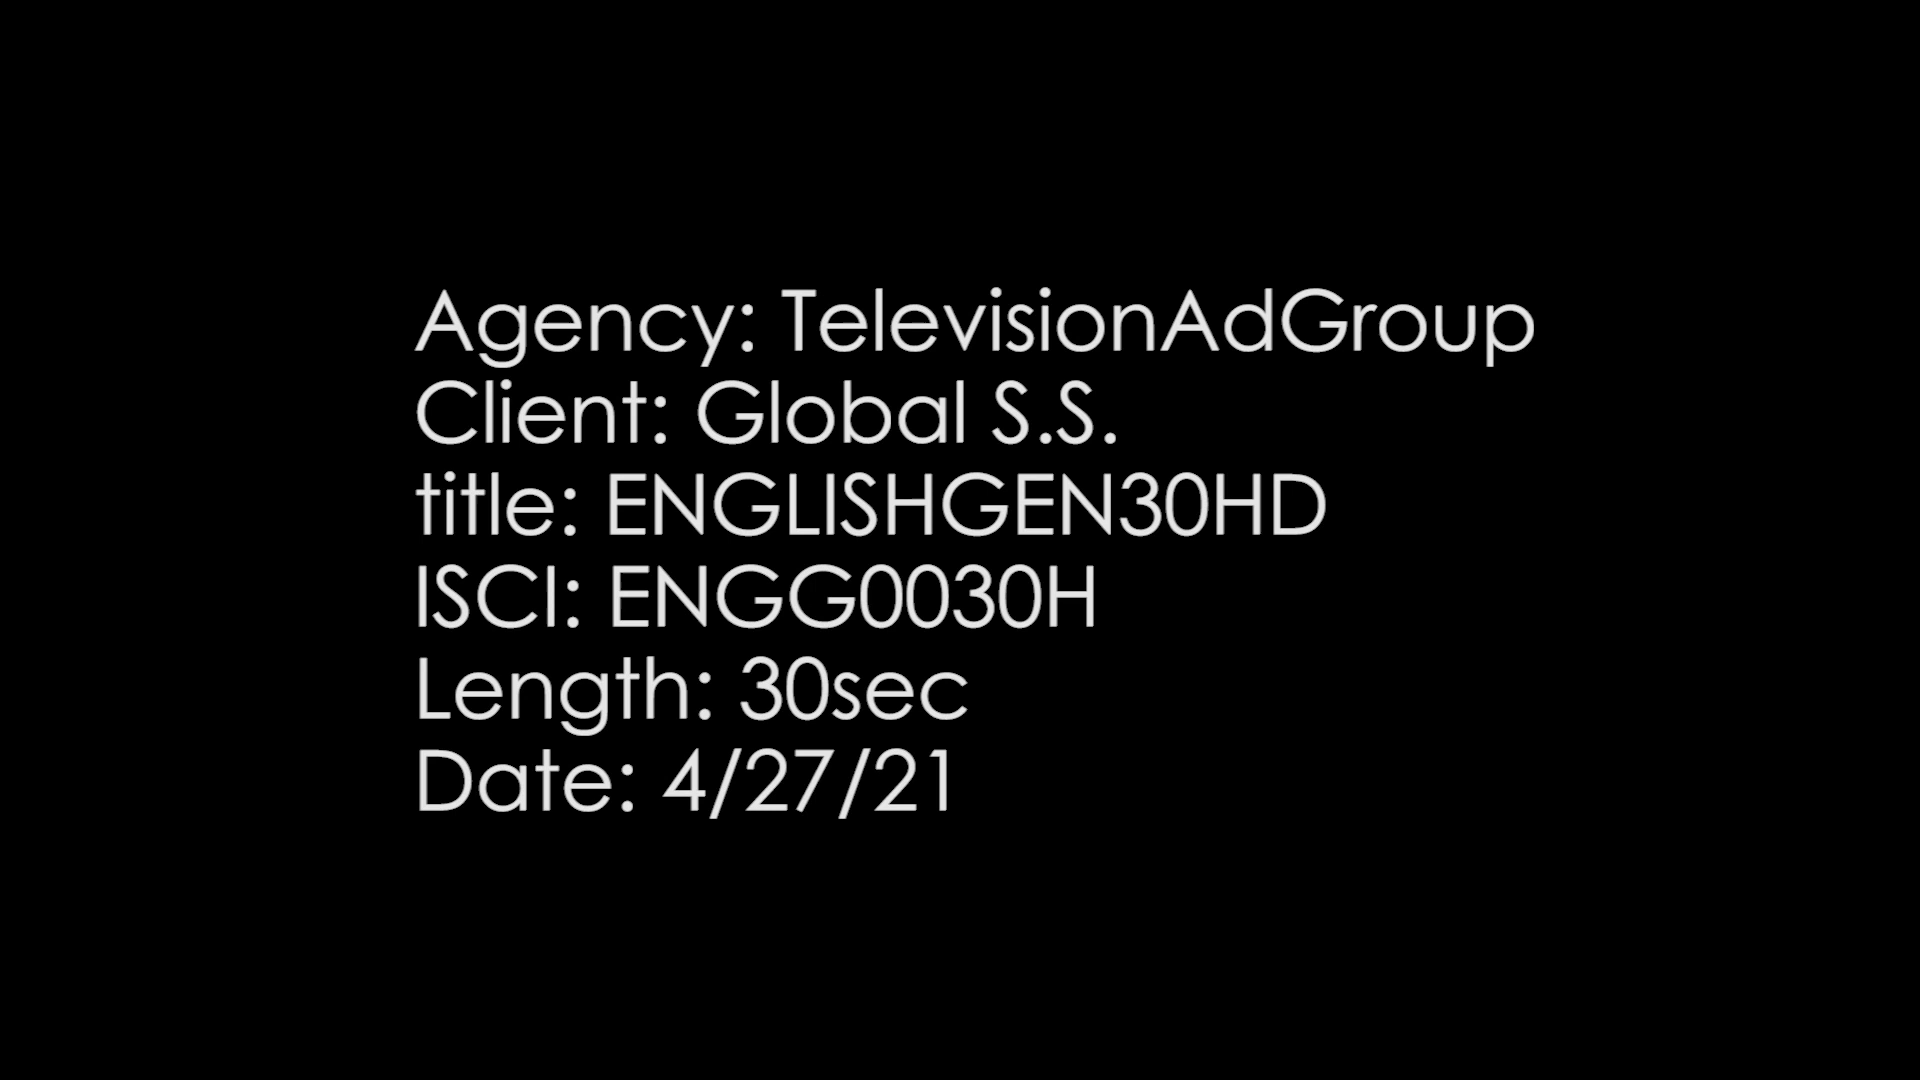 Agency: TelevisionAdGroup
Client: Global S.S.
title: ENGLISHGEN30HD
ISCI: ENGG0030H
Length: 30sec
Date: 4/27/21